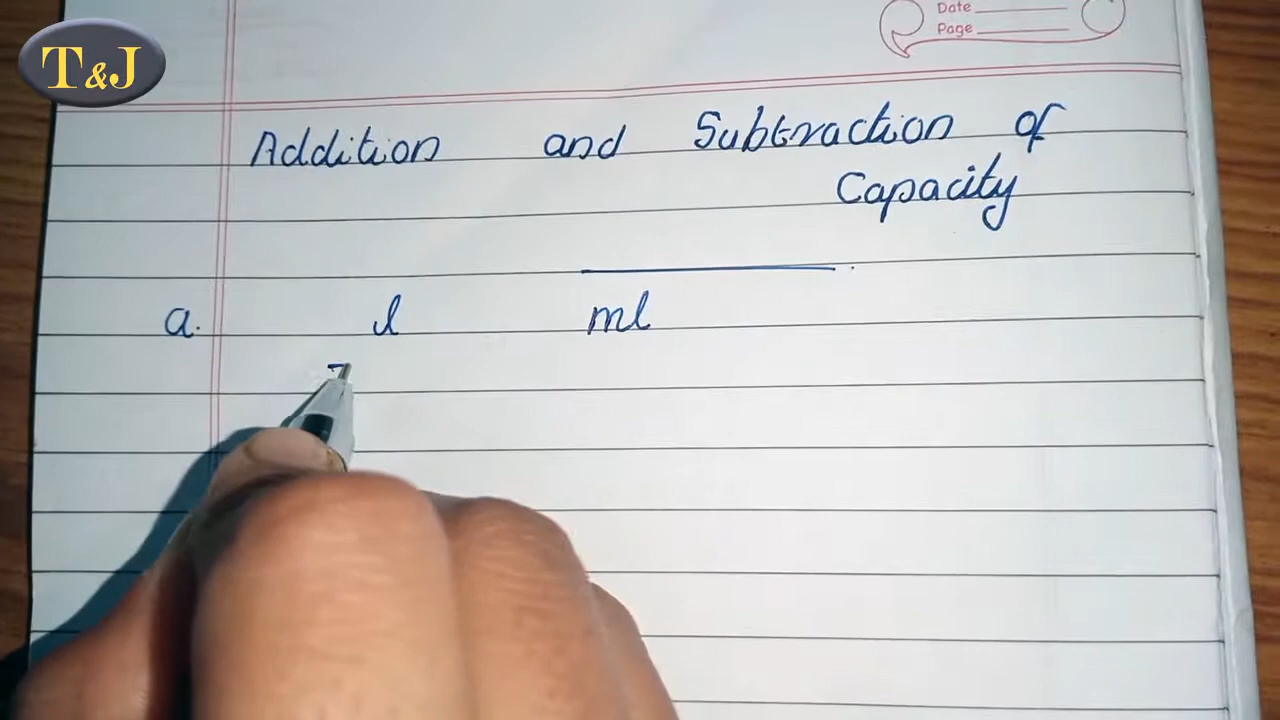 T&J
Date
Page
Addition and Subtraction of
Capacity
a. l ml